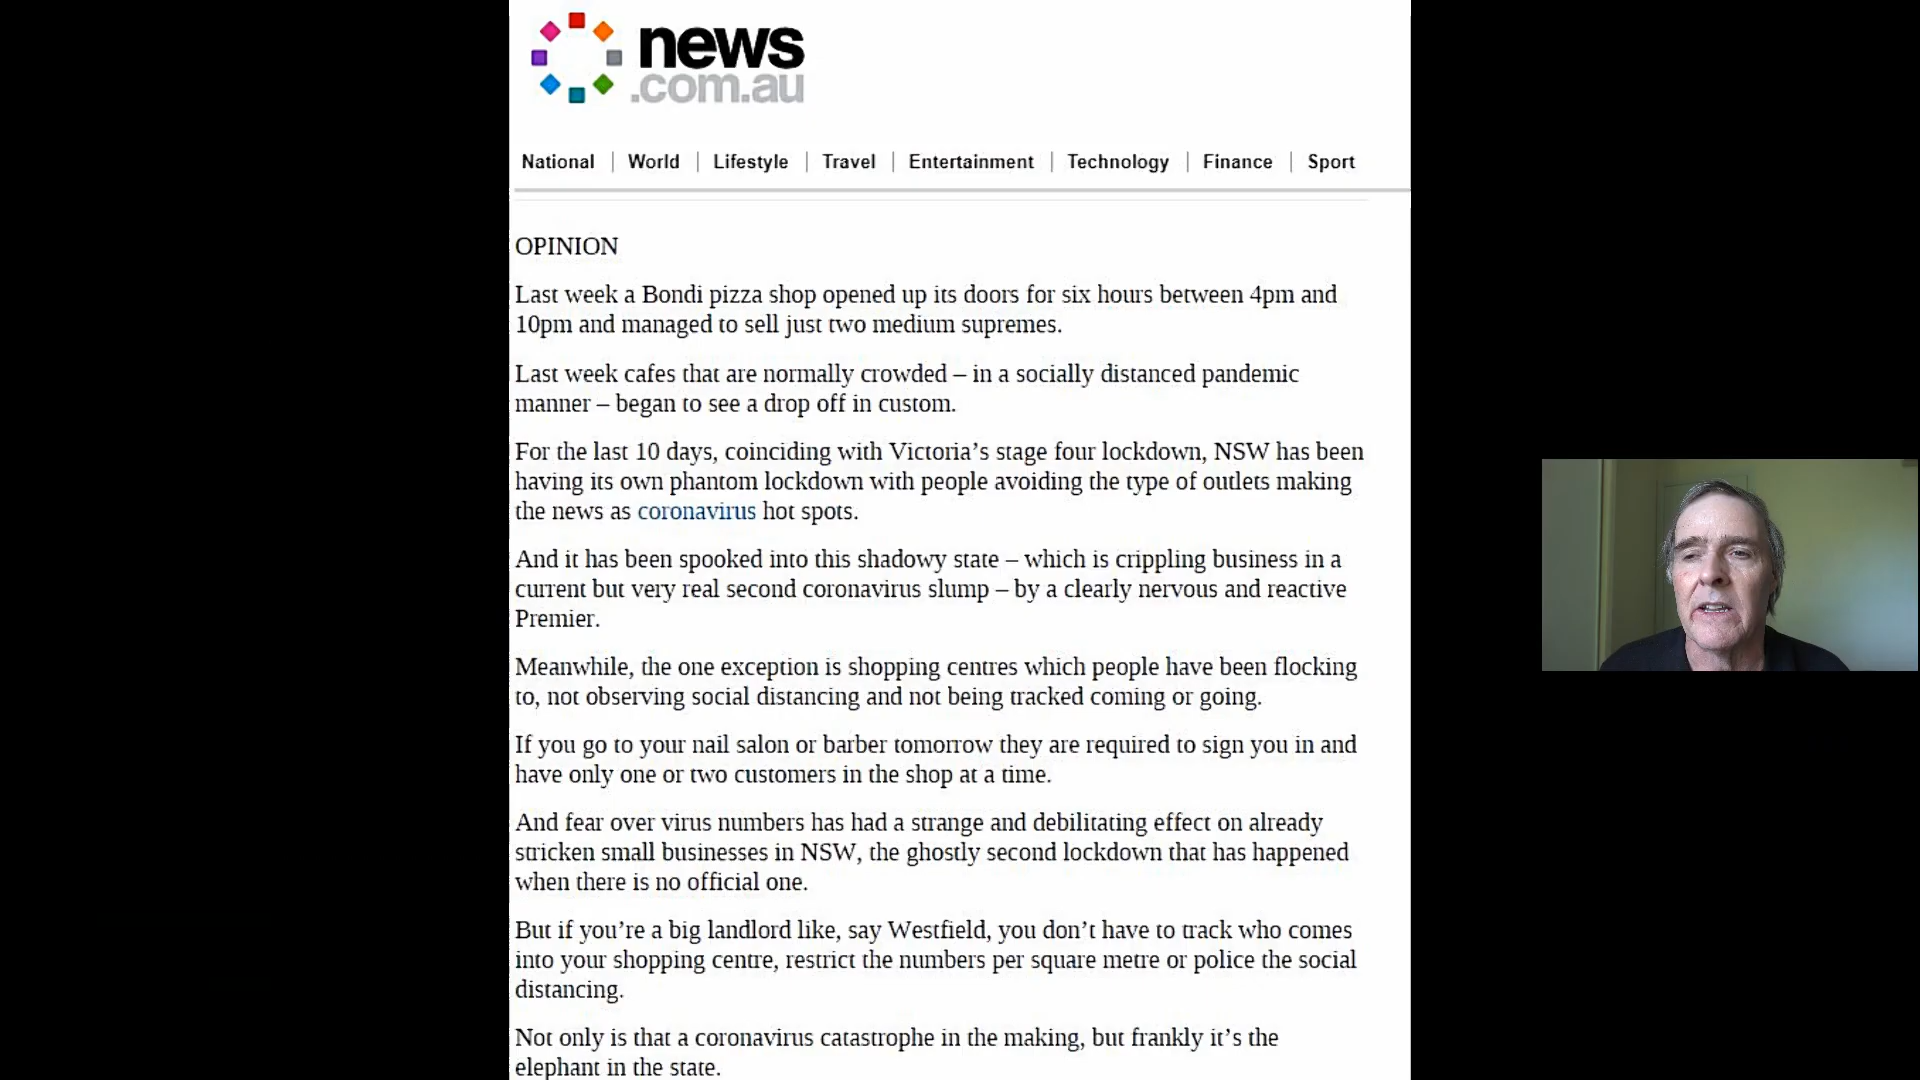 news
.com.au
National | World | Lifestyle | Travel | Entertainment | Technology | Finance | Sport
OPINION
Last week a Bondi pizza shop opened up its doors for six hours between 4pm and
10pm and managed to sell just two medium supremes.
Last week cafes that are normally crowded – in a socially distanced pandemic
manner – began to see a drop off in custom.
For the last 10 days, coinciding with Victoria’s stage four lockdown, NSW has been
having its own phantom lockdown with people avoiding the type of outlets making
the news as coronavirus hot spots.
And it has been spooked into this shadowy state – which is crippling business in a
current but very real second coronavirus slump – by a clearly nervous and reactive
Premier.
Meanwhile, the one exception is shopping centres which people have been flocking
to, not observing social distancing and not being tracked coming or going.
If you go to your nail salon or barber tomorrow they are required to sign you in and
have only one or two customers in the shop at a time.
And fear over virus numbers has had a strange and debilitating effect on already
stricken small businesses in NSW, the ghostly second lockdown that has happened
when there is no official one.
But if you’re a big landlord like, say Westfield, you don’t have to track who comes
into your shopping centre, restrict the numbers per square metre or police the social
distancing.
Not only is that a coronavirus catastrophe in the making, but frankly it’s the
elephant in the state.